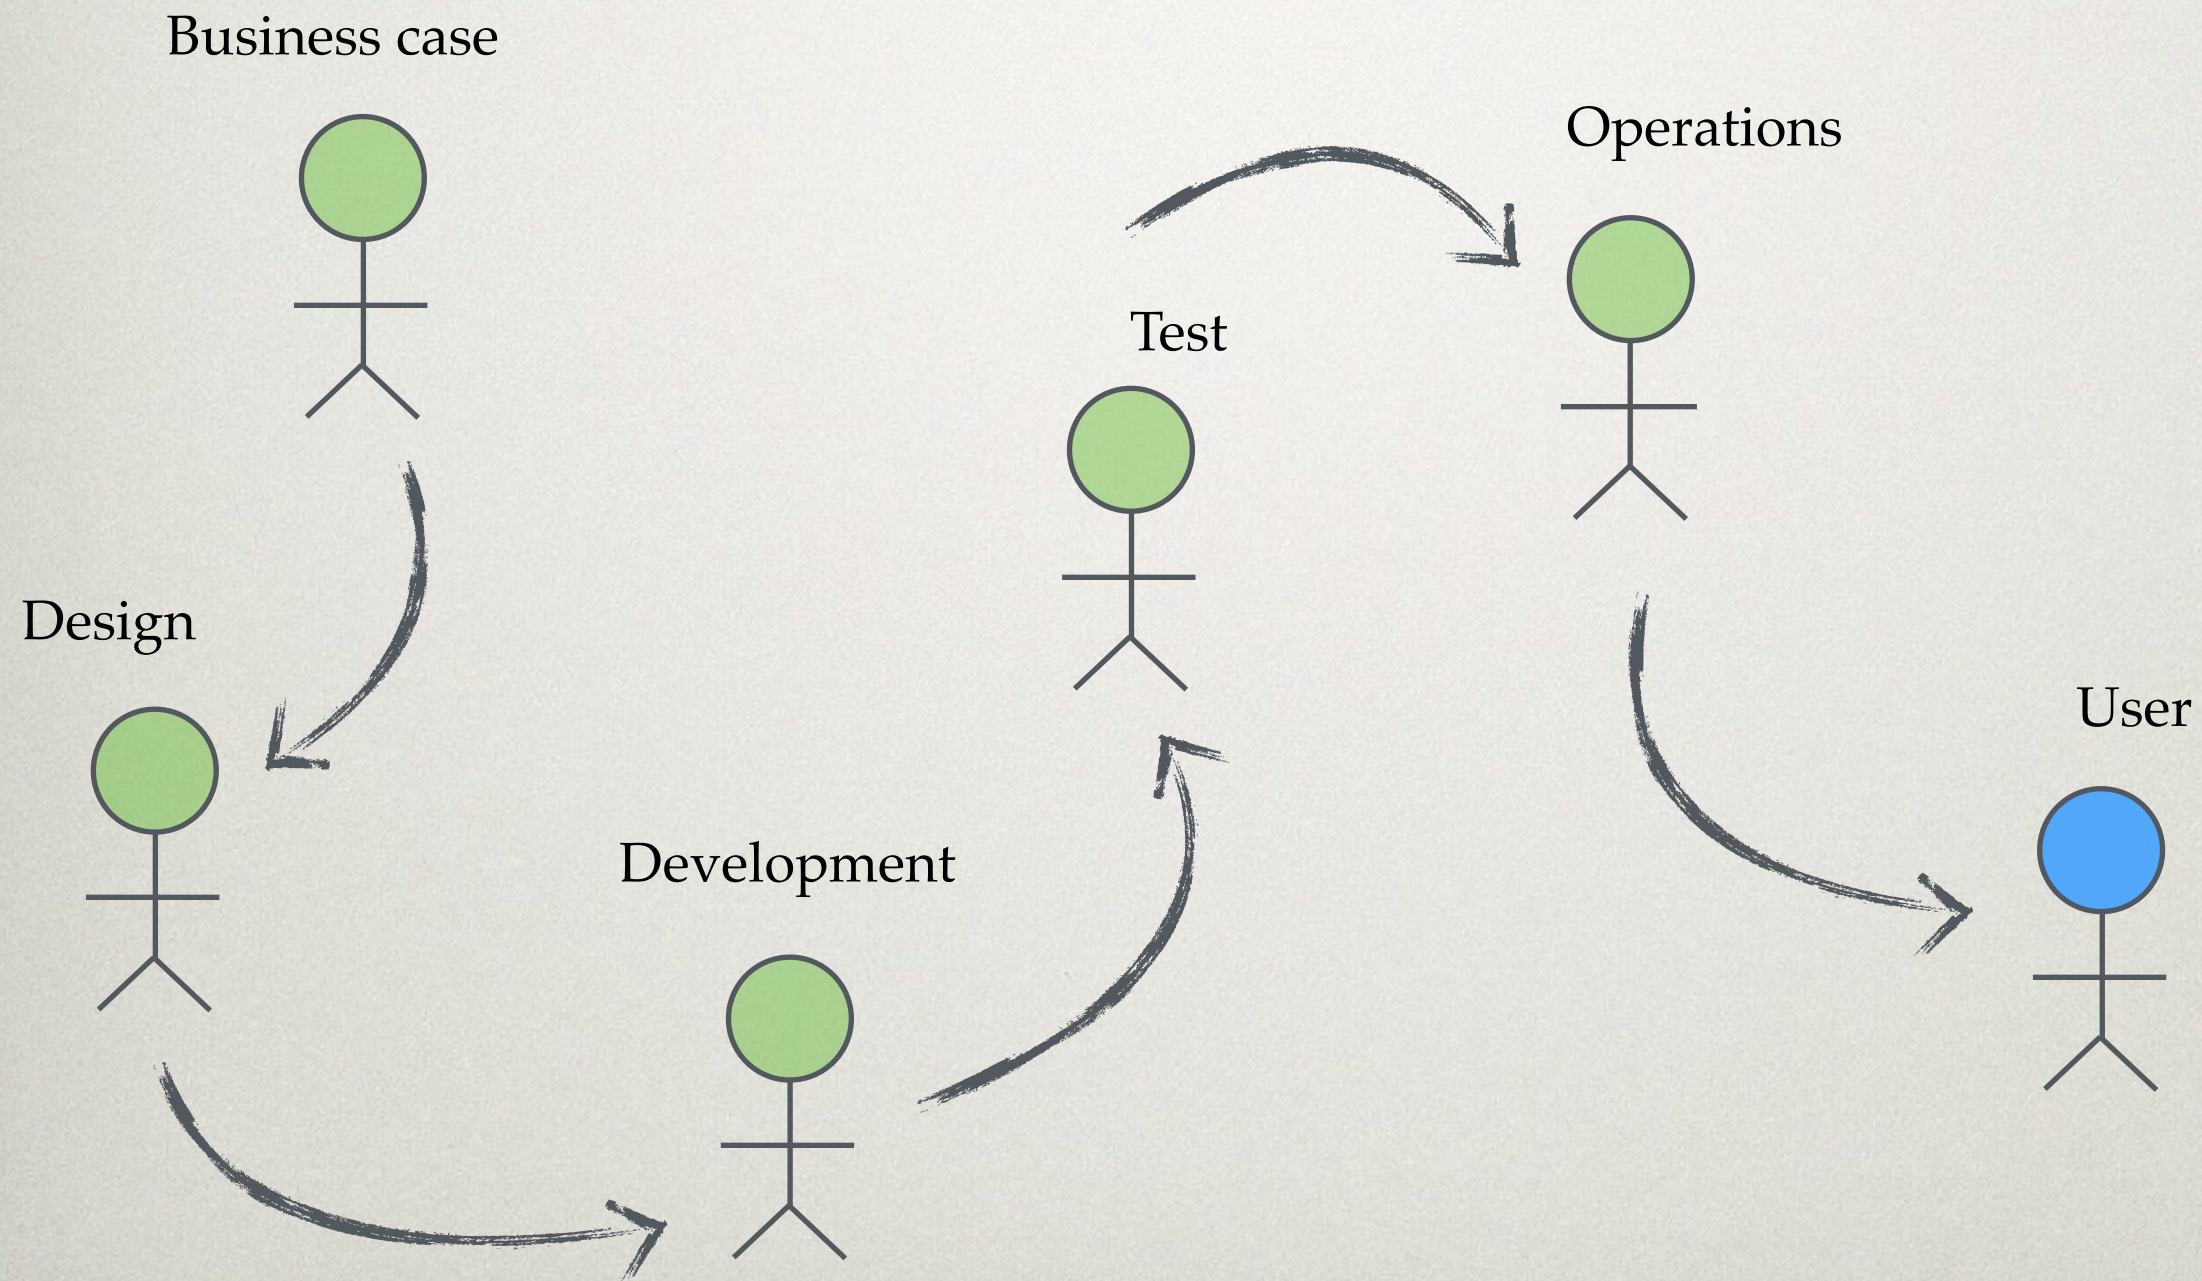 Business case
Design
Development
Test
Operations
User